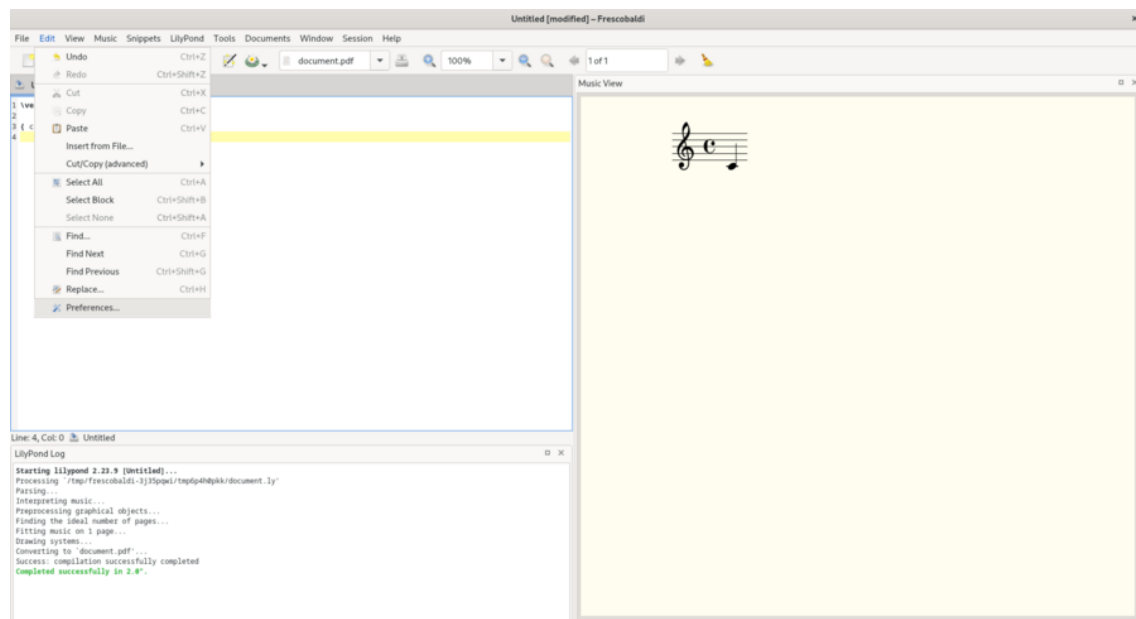 Untitled [modified] – Frescobaldi
File Edit View Music Snippets LilyPond Tools Documents Window Session Help
document.pdf 100% 1 of 1
Undo Ctrl+Z
Redo Ctrl+Shift+Z
Cut Ctrl+X
Copy Ctrl+C
Paste Ctrl+V
Insert from File...
Cut/Copy (advanced)
Select All Ctrl+A
Select Block Ctrl+Shift+B
Select None Ctrl+Shift+A
Find... Ctrl+F
Find Next Ctrl+G
Find Previous Ctrl+Shift+G
Replace... Ctrl+H
Preferences...
1 \ve
2
3 { c
4
Music View
Line: 4, Col: 0 Untitled
LilyPond Log
Starting lilypond 2.23.9 [Untitled]...
Processing `/tmp/frescobaldi-3j35pqwi/tmp6p4h0pkk/document.ly'
Parsing...
Interpreting music...
Preprocessing graphical objects...
Finding the ideal number of pages...
Fitting music on 1 page...
Drawing systems...
Converting to `document.pdf'...
Success: compilation successfully completed
Completed successfully in 2.0".